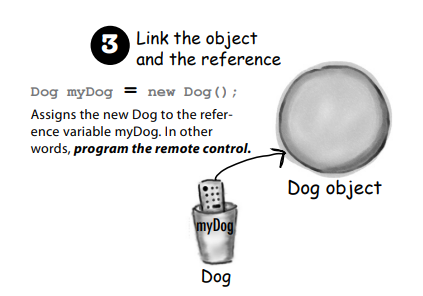 3 Link the object
and the reference
Dog myDog = new Dog();
Assigns the new Dog to the refer-
ence variable myDog. In other
words, program the remote control.
Dog object
myDog
Dog